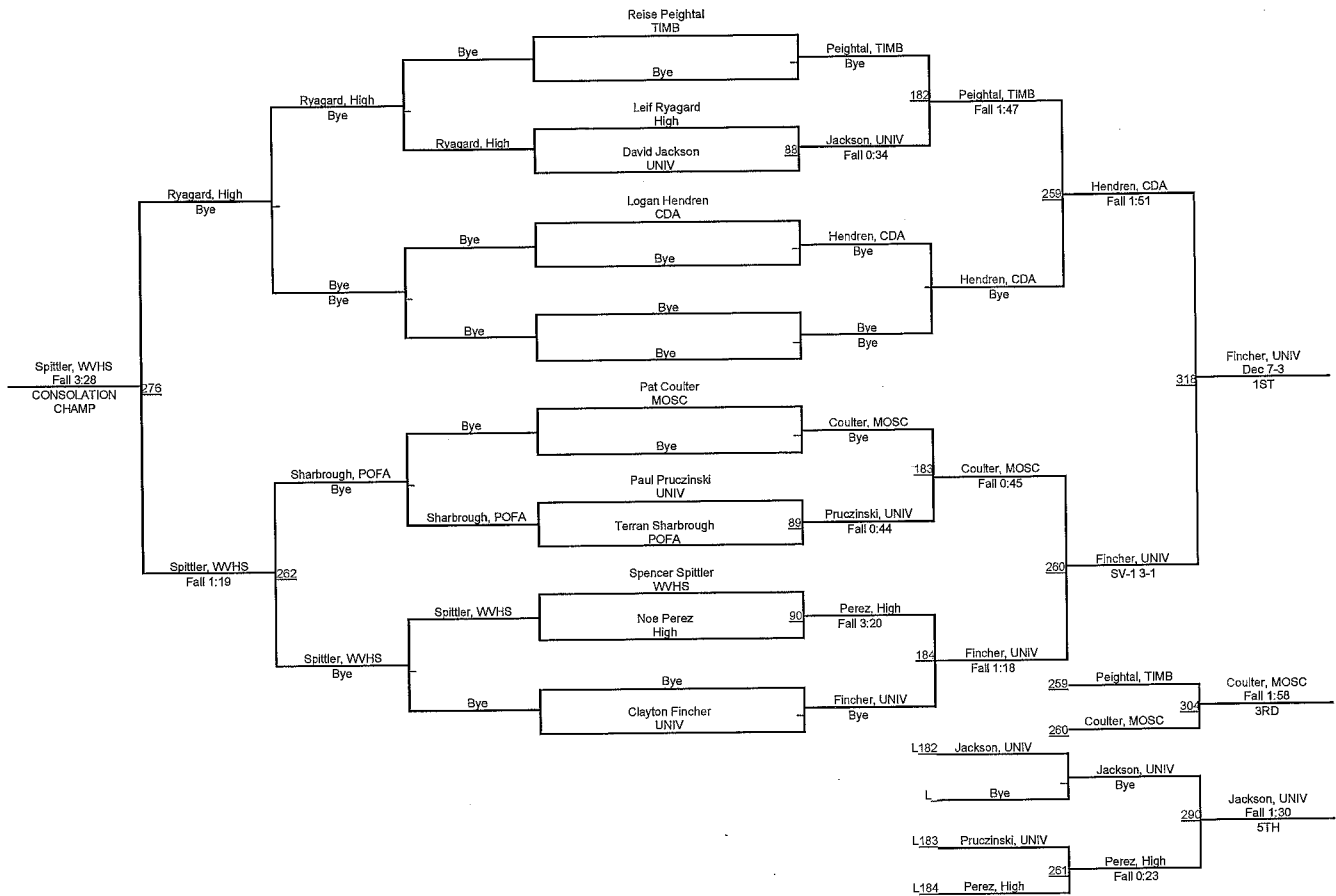 Reise Peightal
TIMB
Bye
Bye
Peightal, TIMB
Bye
Ryagard, High
Bye
182
Peightal, TIMB
Fall 1:47
Leif Ryagard
High
Ryagard, High
David Jackson
UNIV
88
Jackson, UNIV
Fall 0:34
Ryagard, High
Bye
259
Hendren, CDA
Fall 1:51
Logan Hendren
CDA
Bye
Bye
Hendren, CDA
Bye
Bye
Bye
Hendren, CDA
Bye
Bye
Bye
Bye
Bye
Bye
Spittler, WVHS
Fall 3:28
CONSOLATION
CHAMP
276
318
Fincher, UNIV
Dec 7-3
1ST
Pat Coulter
MOSC
Bye
Bye
Coulter, MOSC
Bye
Sharbrough, POFA
Bye
183
Coulter, MOSC
Fall 0:45
Paul Pruczinski
UNIV
Sharbrough, POFA
Terran Sharbrough
POFA
89
Pruczinski, UNIV
Fall 0:44
Spittler, WVHS
Fall 1:19
262
260
Fincher, UNIV
SV-1 3-1
Spencer Spittler
WVHS
Spittler, WVHS
Noe Perez
High
90
Perez, High
Fall 3:20
Spittler, WVHS
Bye
184
Fincher, UNIV
Fall 1:18
Bye
Bye
Clayton Fincher
UNIV
Fincher, UNIV
Bye
259
Peightal, TIMB
304
Coulter, MOSC
Fall 1:58
3RD
260
Coulter, MOSC
L182
Jackson, UNIV
Jackson, UNIV
Bye
L
Bye
290
Jackson, UNIV
Fall 1:30
5TH
L183
Pruczinski, UNIV
261
Perez, High
Fall 0:23
L184
Perez, High